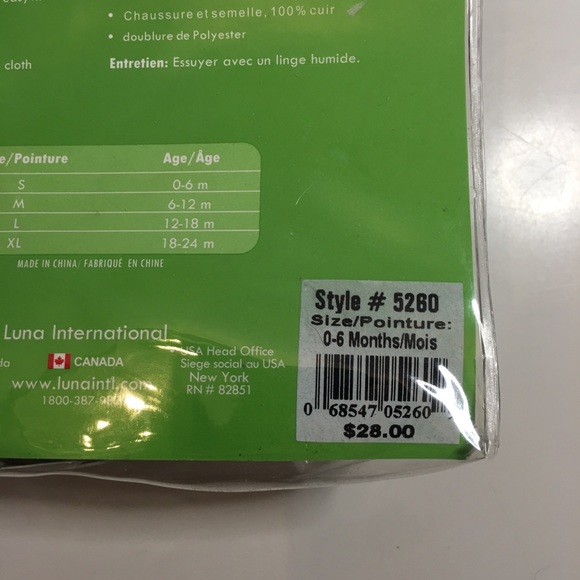 • Chaussure et semelle, 100% cuir
• doublure de Polyester
cloth
Entretien: Essuyer avec un linge humide.
/Pointure Age/Âge
S 0-6 m
M 6-12 m
L 12-18 m
XL 18-24 m
MADE IN CHINA/ FABRIQUÉ EN CHINE
Luna International
CANADA
www.lunaintl.com
1800-387-
USA Head Office
Siege social au USA
New York
RN # 82851
Style # 5260
Size/Pointure:
0-6 Months/Mois
0 68547 05260
$28.00